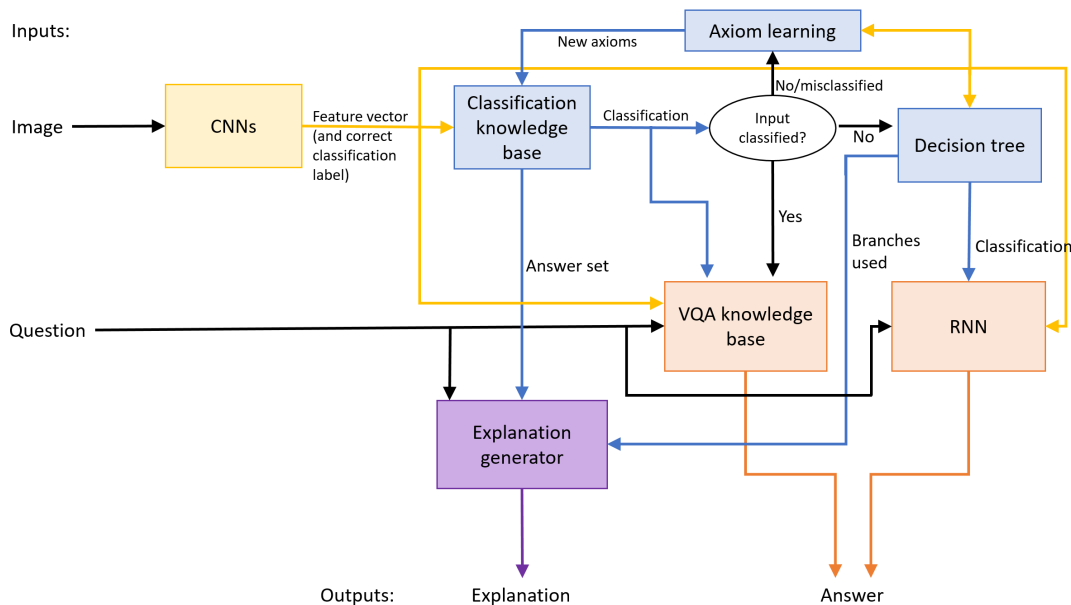 Inputs:
Axiom learning
New axioms
No/misclassified
Image
CNNs
Feature vector
(and correct
classification
label)
Classification
knowledge
base
Classification
Input
classified?
No
Decision tree
Yes
Branches
used
Classification
Answer set
Question
VQA knowledge
base
RNN
Explanation
generator
Outputs:
Explanation
Answer